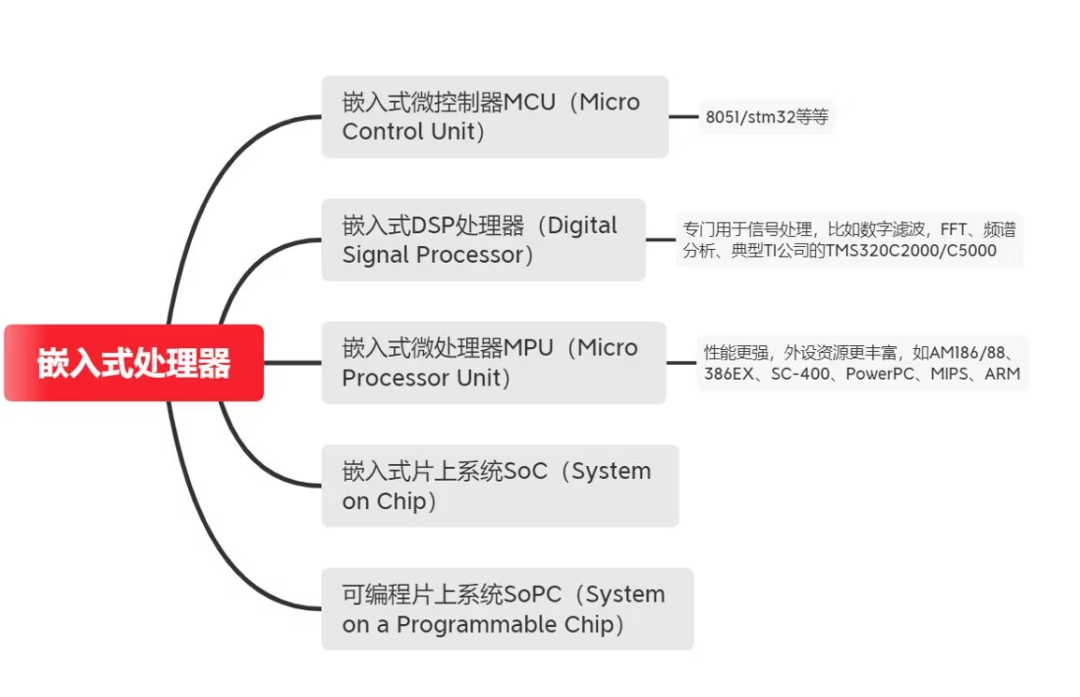 嵌入式微控制器MCU（Micro
Control Unit）
8051/stm32等等
嵌入式DSP处理器（Digital
Signal Processor）
专门用于信号处理，比如数字滤波，FFT、频谱
分析、典型TI公司的TMS320C2000/C5000
嵌入式处理器
嵌入式微处理器MPU（Micro
Processor Unit）
性能更强，外设资源更丰富，如AM186/88、
386EX、SC-400、PowerPC、MIPS、ARM
嵌入式片上系统SoC（System
on Chip）
可编程片上系统SoPC（System
on a Programmable Chip）